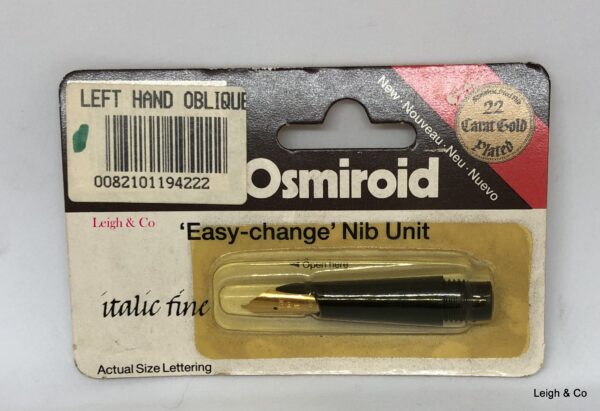 LEFT HAND OBLIQUE
0082101194222
New · Nouveau · Neu · Nuevo
22
Carat Gold
Plated
Osmiroid
Leigh & Co
'Easy-change' Nib Unit
Open here
italic fine
Actual Size Lettering
Leigh & Co